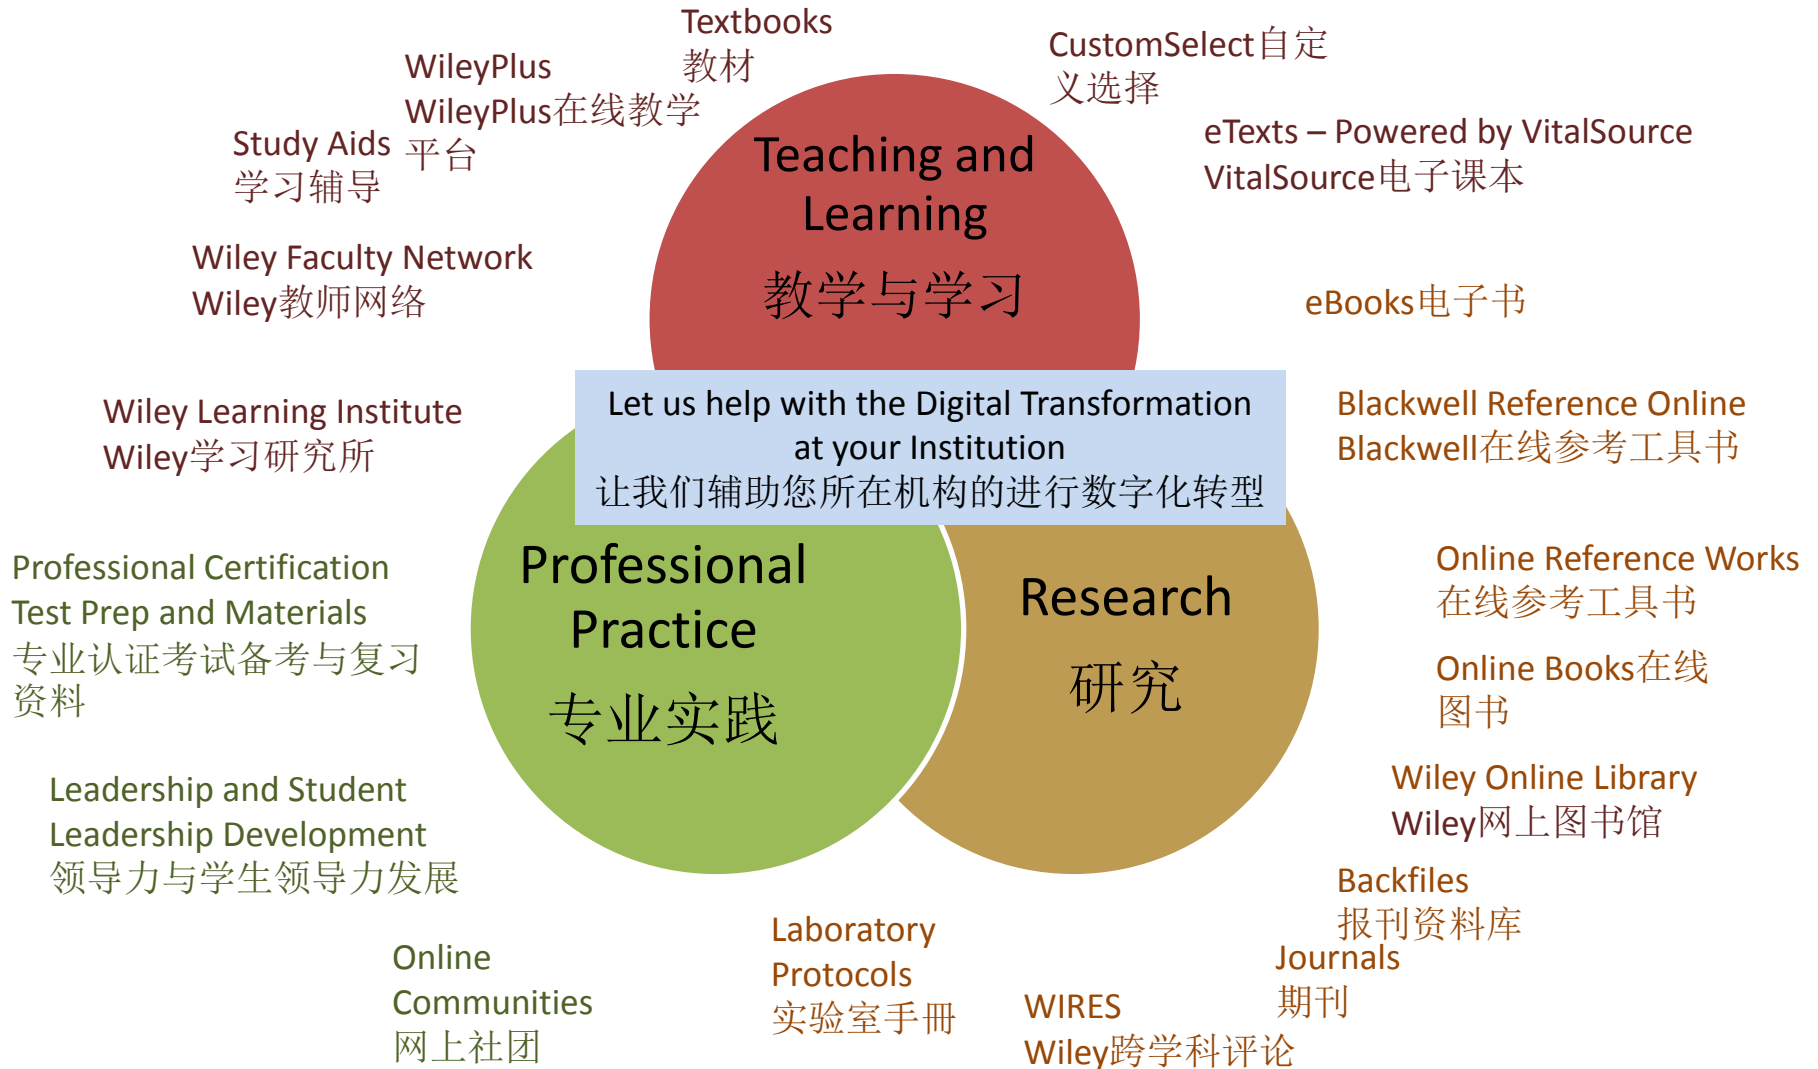 Textbooks
教材
WileyPlus
WileyPlus在线教学
平台
Study Aids
学习辅导
Wiley Faculty Network
Wiley教师网络
Wiley Learning Institute
Wiley学习研究所
CustomSelect自定
义选择
eTexts – Powered by VitalSource
VitalSource电子课本
eBooks电子书
Blackwell Reference Online
Blackwell在线参考工具书
Online Reference Works
在线参考工具书
Online Books在线
图书
Wiley Online Library
Wiley网上图书馆
Backfiles
报刊资料库
Journals
期刊
WIRES
Wiley跨学科评论
Laboratory
Protocols
实验室手冊
Online
Communities
网上社团
Leadership and Student
Leadership Development
领导力与学生领导力发展
Professional Certification
Test Prep and Materials
专业认证考试备考与复习
资料
Teaching and
Learning
教学与学习
Let us help with the Digital Transformation
at your Institution
让我们辅助您所在机构的进行数字化转型
Professional
Practice
专业实践
Research
研究